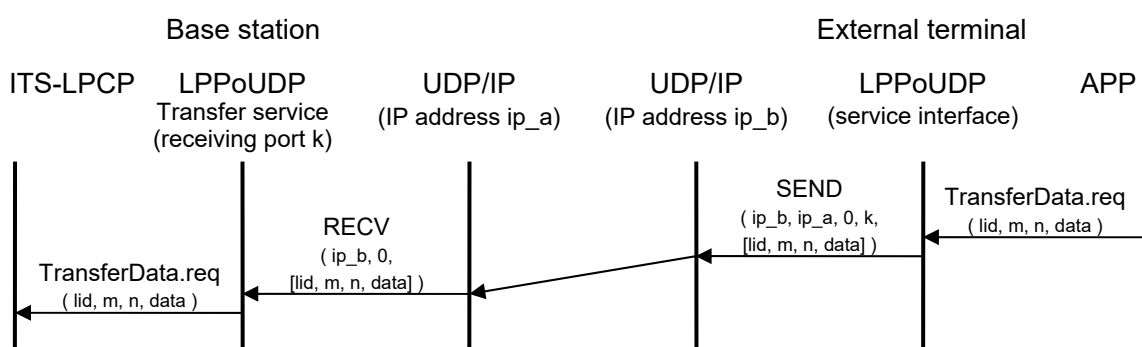 Base station
External terminal
ITS-LPCP
LPPoUDP
Transfer service
(receiving port k)
UDP/IP
(IP address ip_a)
UDP/IP
(IP address ip_b)
LPPoUDP
(service interface)
APP
TransferData.req
( lid, m, n, data )
SEND
( ip_b, ip_a, 0, k,
[lid, m, n, data] )
RECV
( ip_b, 0,
[lid, m, n, data] )
TransferData.req
( lid, m, n, data )